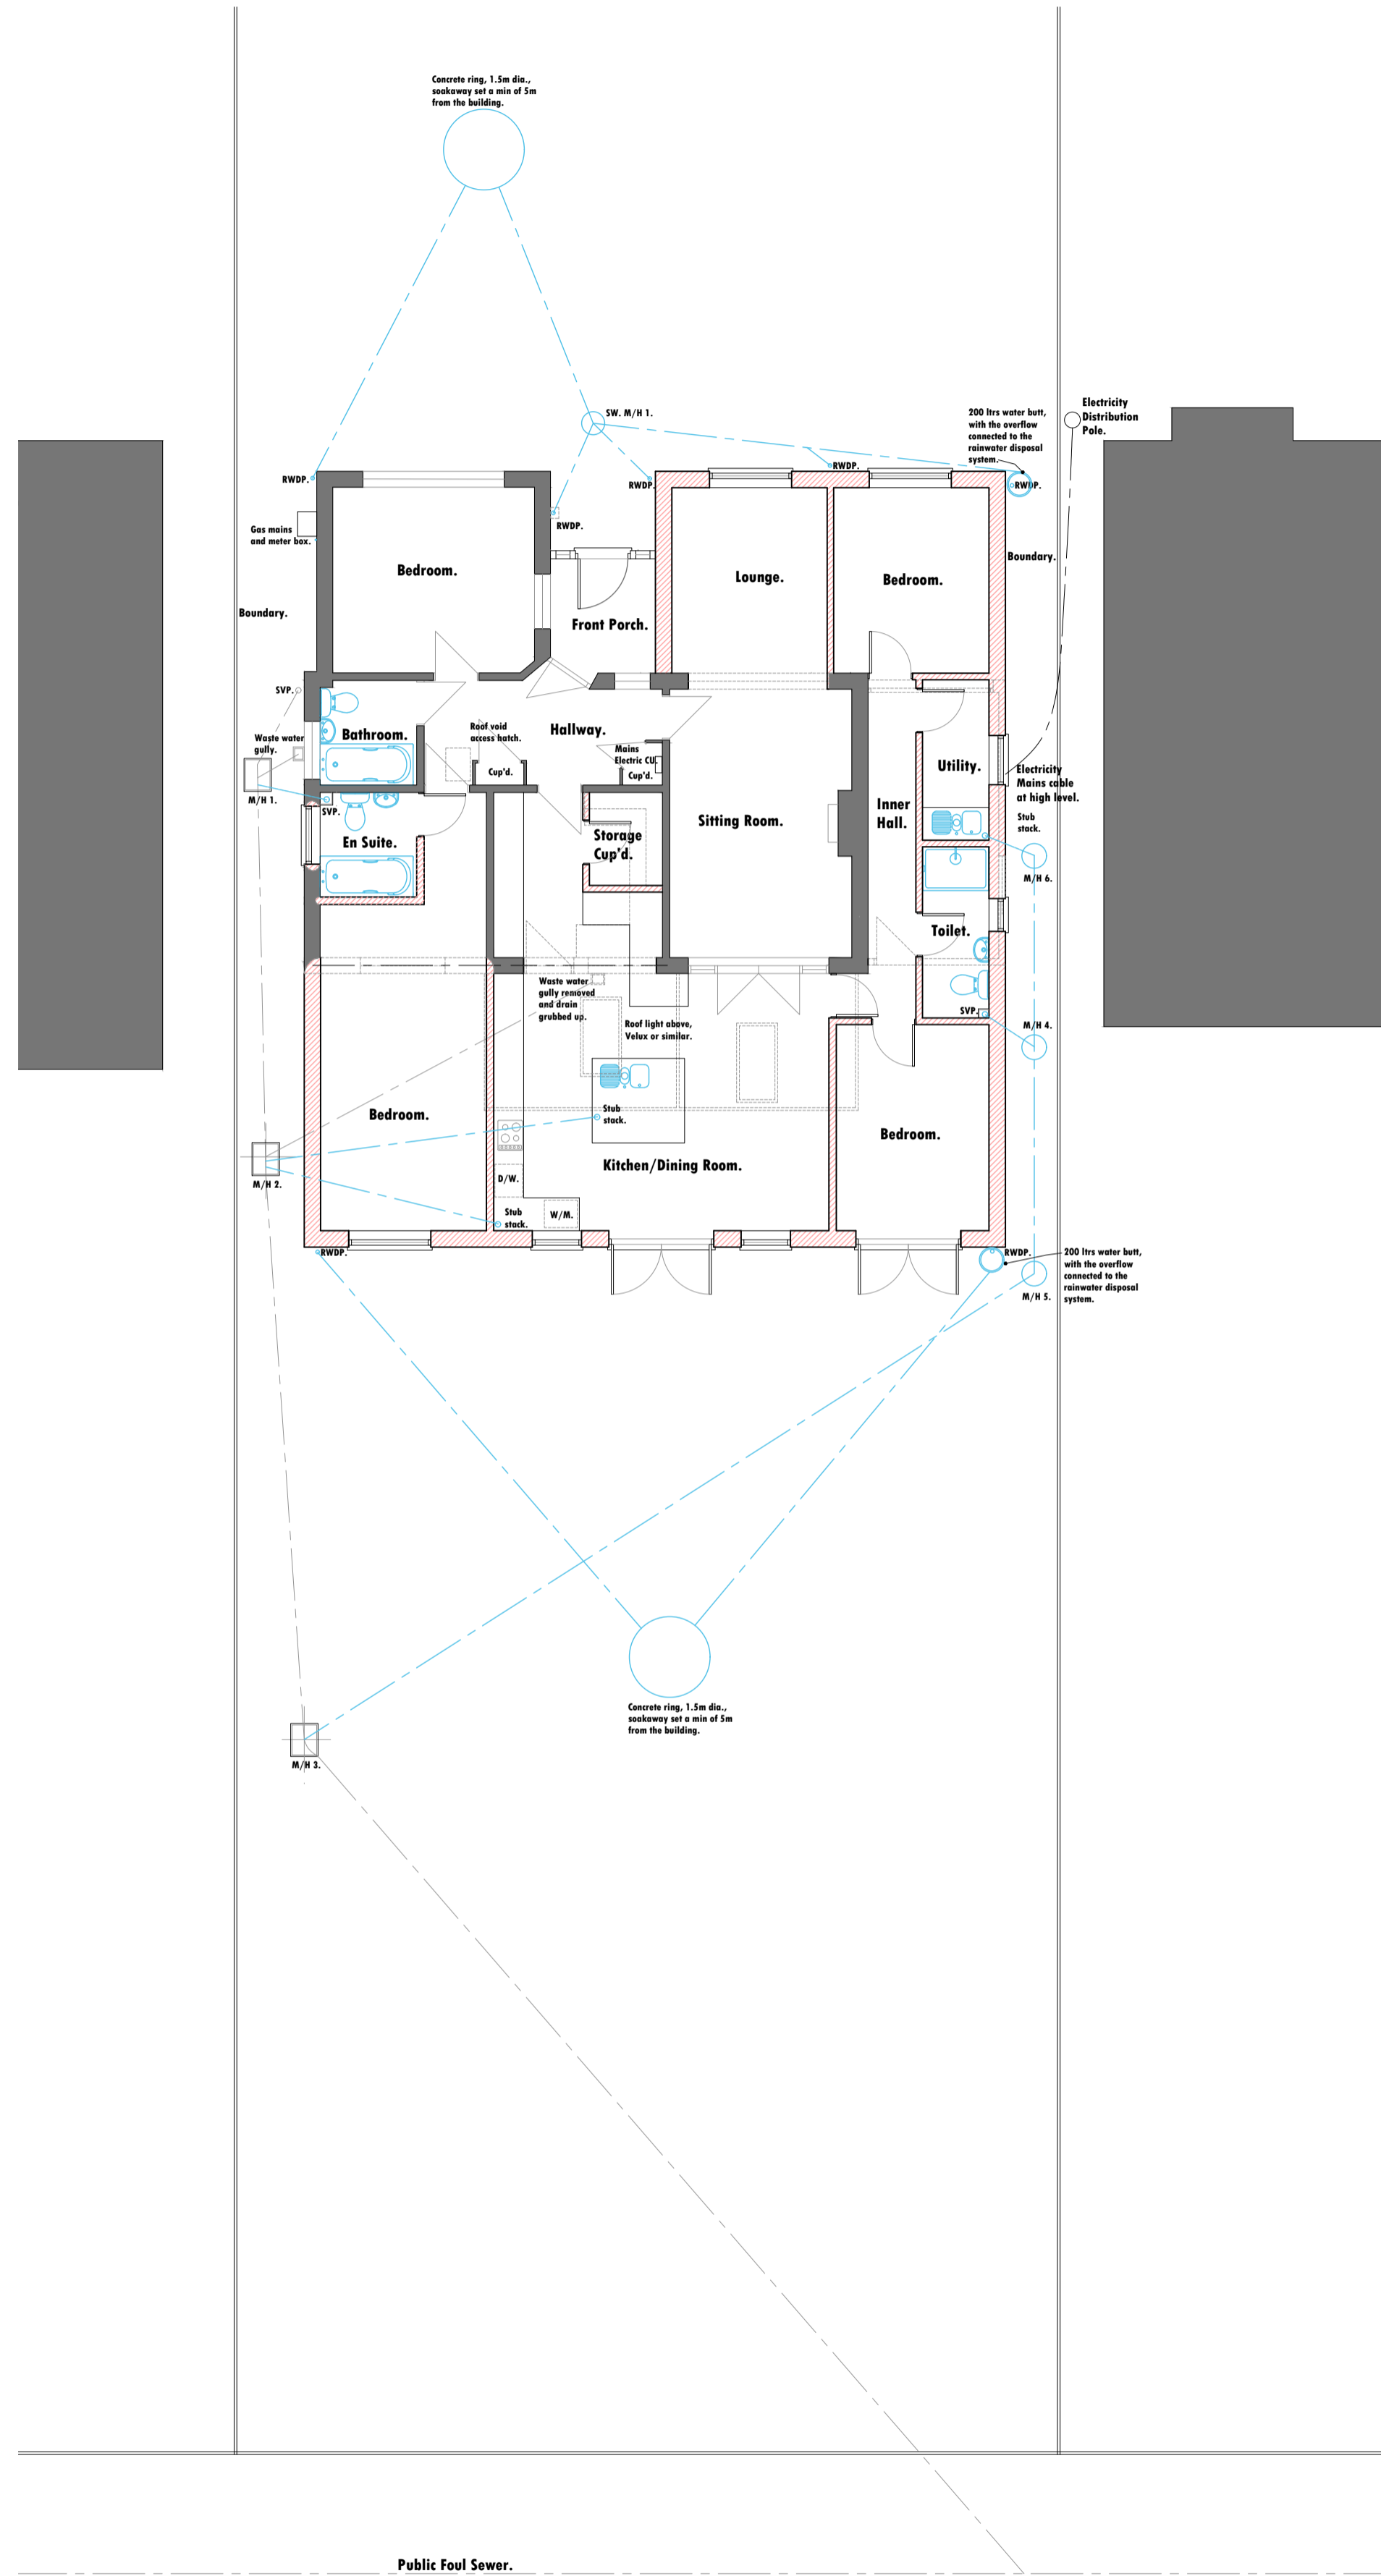 Concrete ring, 1.5m dia.,
soakaway set a min of 5m
from the building.
SW. M/H 1.
200 ltrs water butt,
with the overflow
connected to the
rainwater disposal
system.
Electricity
Distribution
Pole.
RWDP.
RWDP.
RWDP.
RWDP.
RWDP.
Gas mains
and meter box.
Boundary.
Boundary.
Bedroom.
Lounge.
Bedroom.
Front Porch.
SVP.
Waste water
gully.
Bathroom.
Roof void
access hatch.
Hallway.
Mains
Electric CU.
Cup'd.
Cup'd.
Utility.
Electricity
Mains cable
at high level.
M/H 1.
SVP.
En Suite.
Storage
Cup'd.
Sitting Room.
Inner
Hall.
Stub
stack.
M/H 6.
Toilet.
Waste water
gully removed
and drain
grubbed up.
Roof light above,
Velux or similar.
SVP.
M/H 4.
Bedroom.
Stub
stack.
Bedroom.
Kitchen/Dining Room.
M/H 2.
D/W.
Stub
stack.
W/M.
RWDP.
RWDP.
200 ltrs water butt,
with the overflow
connected to the
rainwater disposal
system.
M/H 5.
Concrete ring, 1.5m dia.,
soakaway set a min of 5m
from the building.
M/H 3.
Public Foul Sewer.